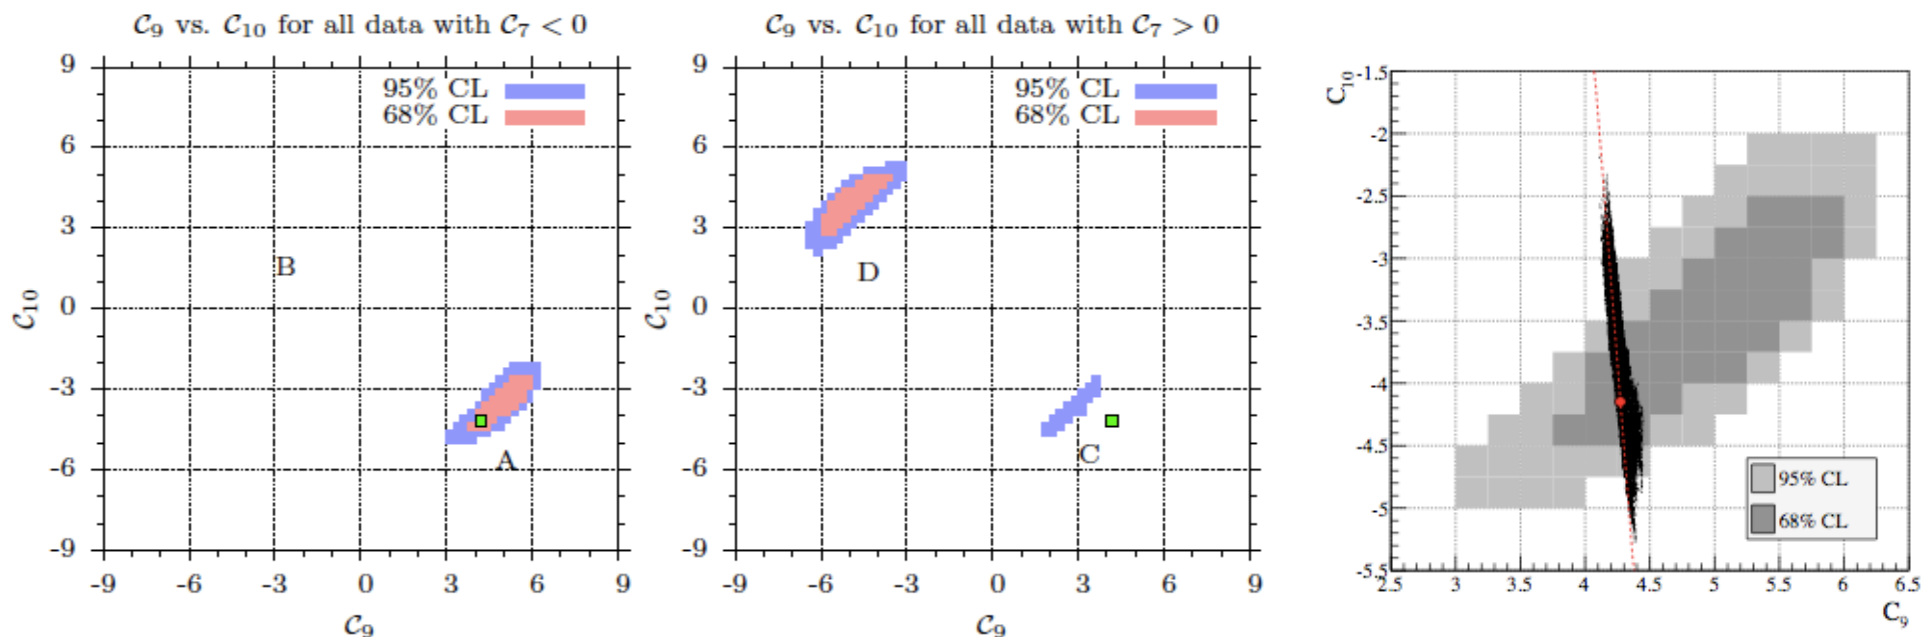 C₉ vs. C₁₀ for all data with C₇ < 0
9
6
3
0
-3
-6
-9
C₁₀
95% CL
68% CL
B
A
-9 -6 -3 0 3 6 9
C₉
C₉ vs. C₁₀ for all data with C₇ > 0
9
6
3
0
-3
-6
-9
C₁₀
95% CL
68% CL
D
C
-9 -6 -3 0 3 6 9
C₉
C₁₀
-1.5
-2
-2.5
-3
-3.5
-4
-4.5
-5
-5.5
95% CL
68% CL
2.5 3 3.5 4 4.5 5 5.5 6 6.5
C₉